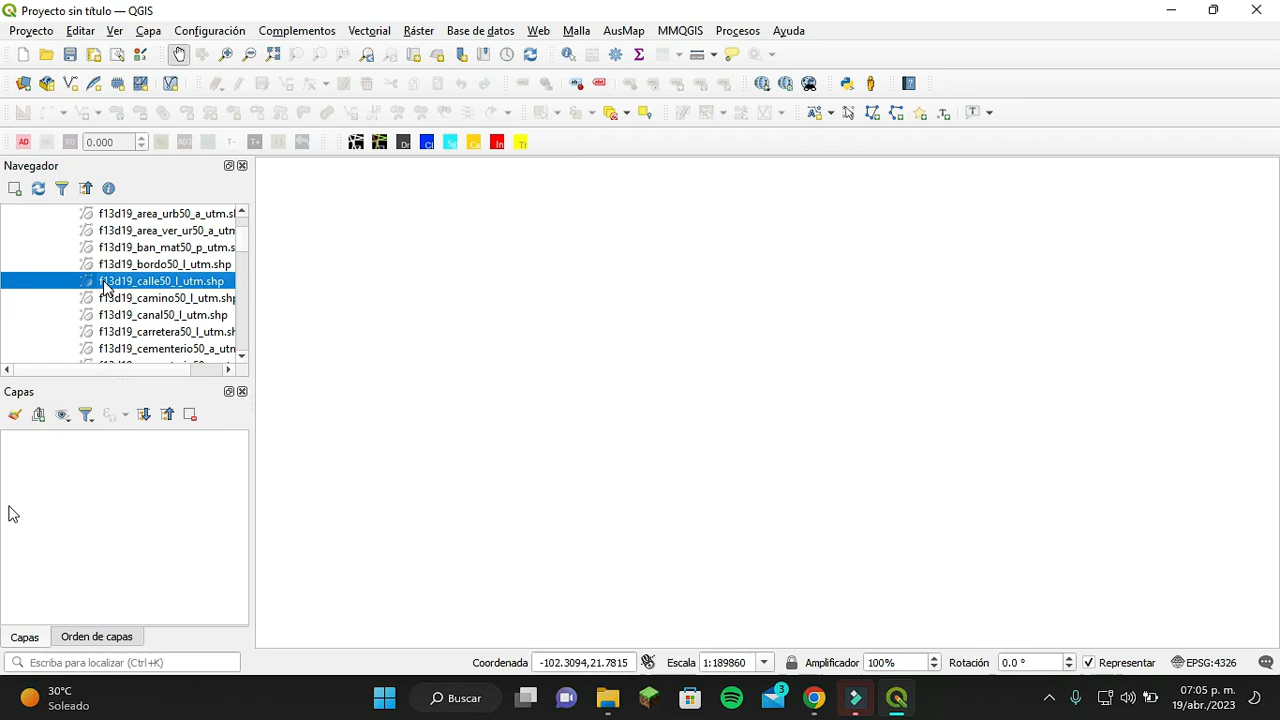 Proyecto sin título — QGIS
Proyecto Editar Ver Capa Configuración Complementos Vectorial Ráster Base de datos Web Malla AusMap MMQGIS Procesos Ayuda
0.000
Navegador
f13d19_area_urb50_a_utm.sl
f13d19_area_ver_ur50_a_utm
f13d19_ban_mat50_p_utm.s
f13d19_bordo50_l_utm.shp
f13d19_calle50_l_utm.shp
f13d19_camino50_l_utm.shp
f13d19_canal50_l_utm.shp
f13d19_carretera50_l_utm.sh
f13d19_cementerio50_a_utm
Capas
Capas Orden de capas
Escriba para localizar (Ctrl+K)
Coordenada -102.3094,21.7815 Escala 1:189860 Amplificador 100% Rotación 0.0 ° Representar EPSG:4326
30°C
Soleado
Buscar
3
07:05 p. m.
19/abr./2023